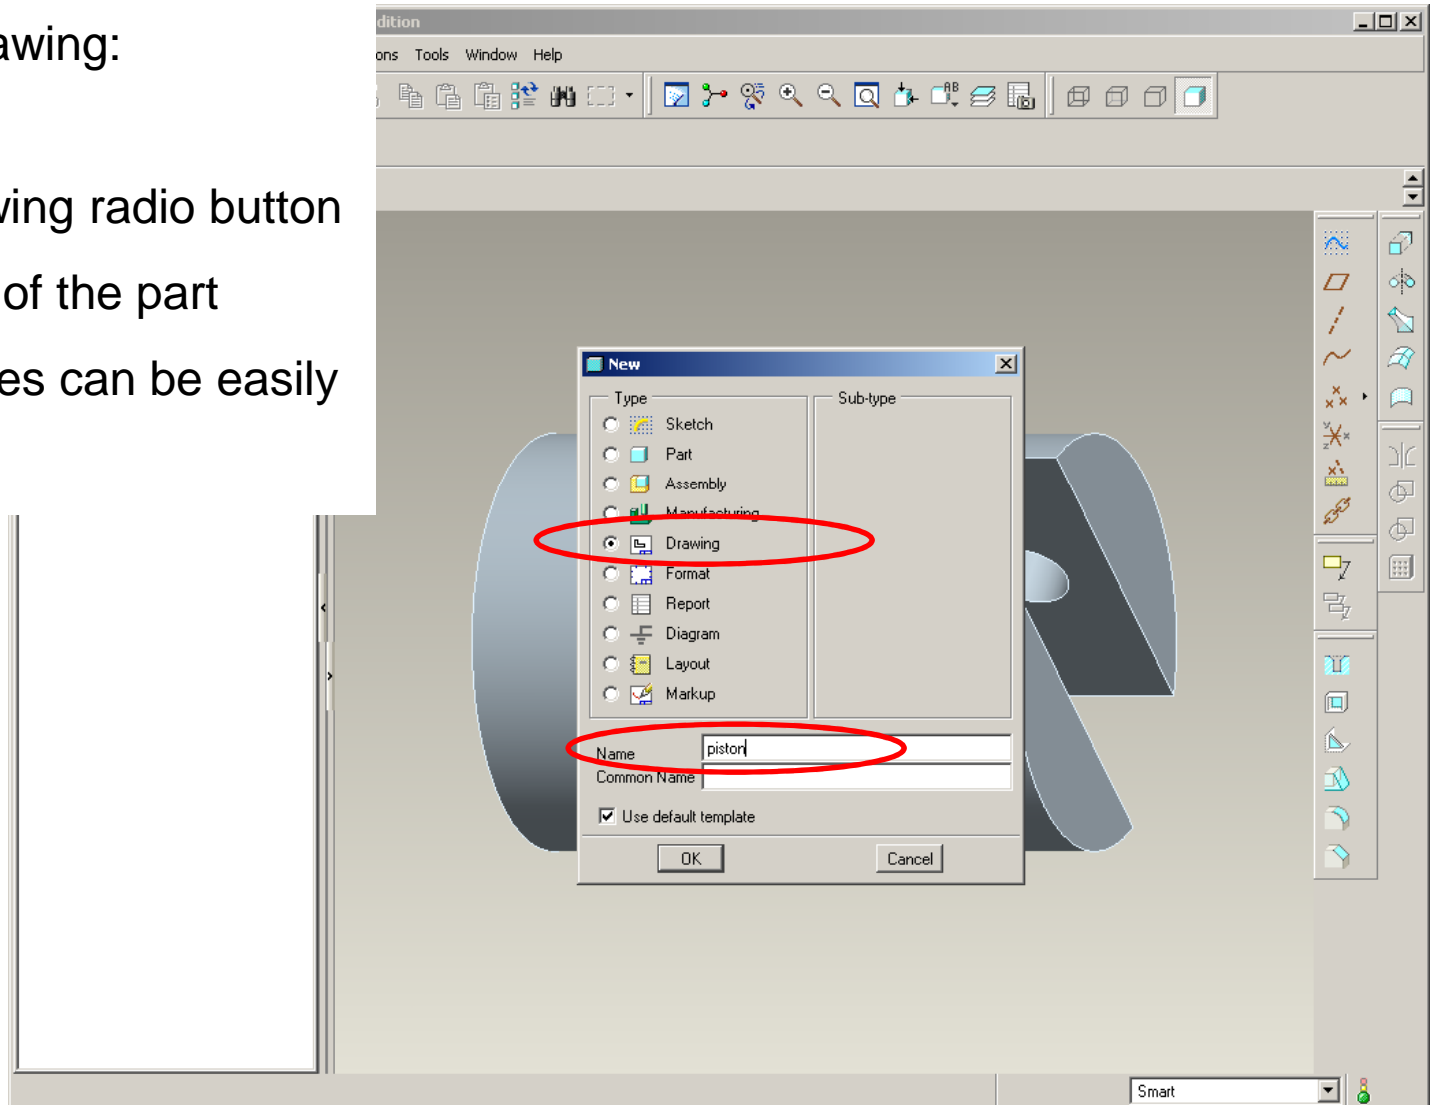 awing:
wing radio button
of the part
es can be easily
dition
ons Tools Window Help
New
Type
Sub-type
Sketch
Part
Assembly
Manufacturing
Drawing
Format
Report
Diagram
Layout
Markup
Name piston
Common Name
Use default template
OK Cancel
Smart